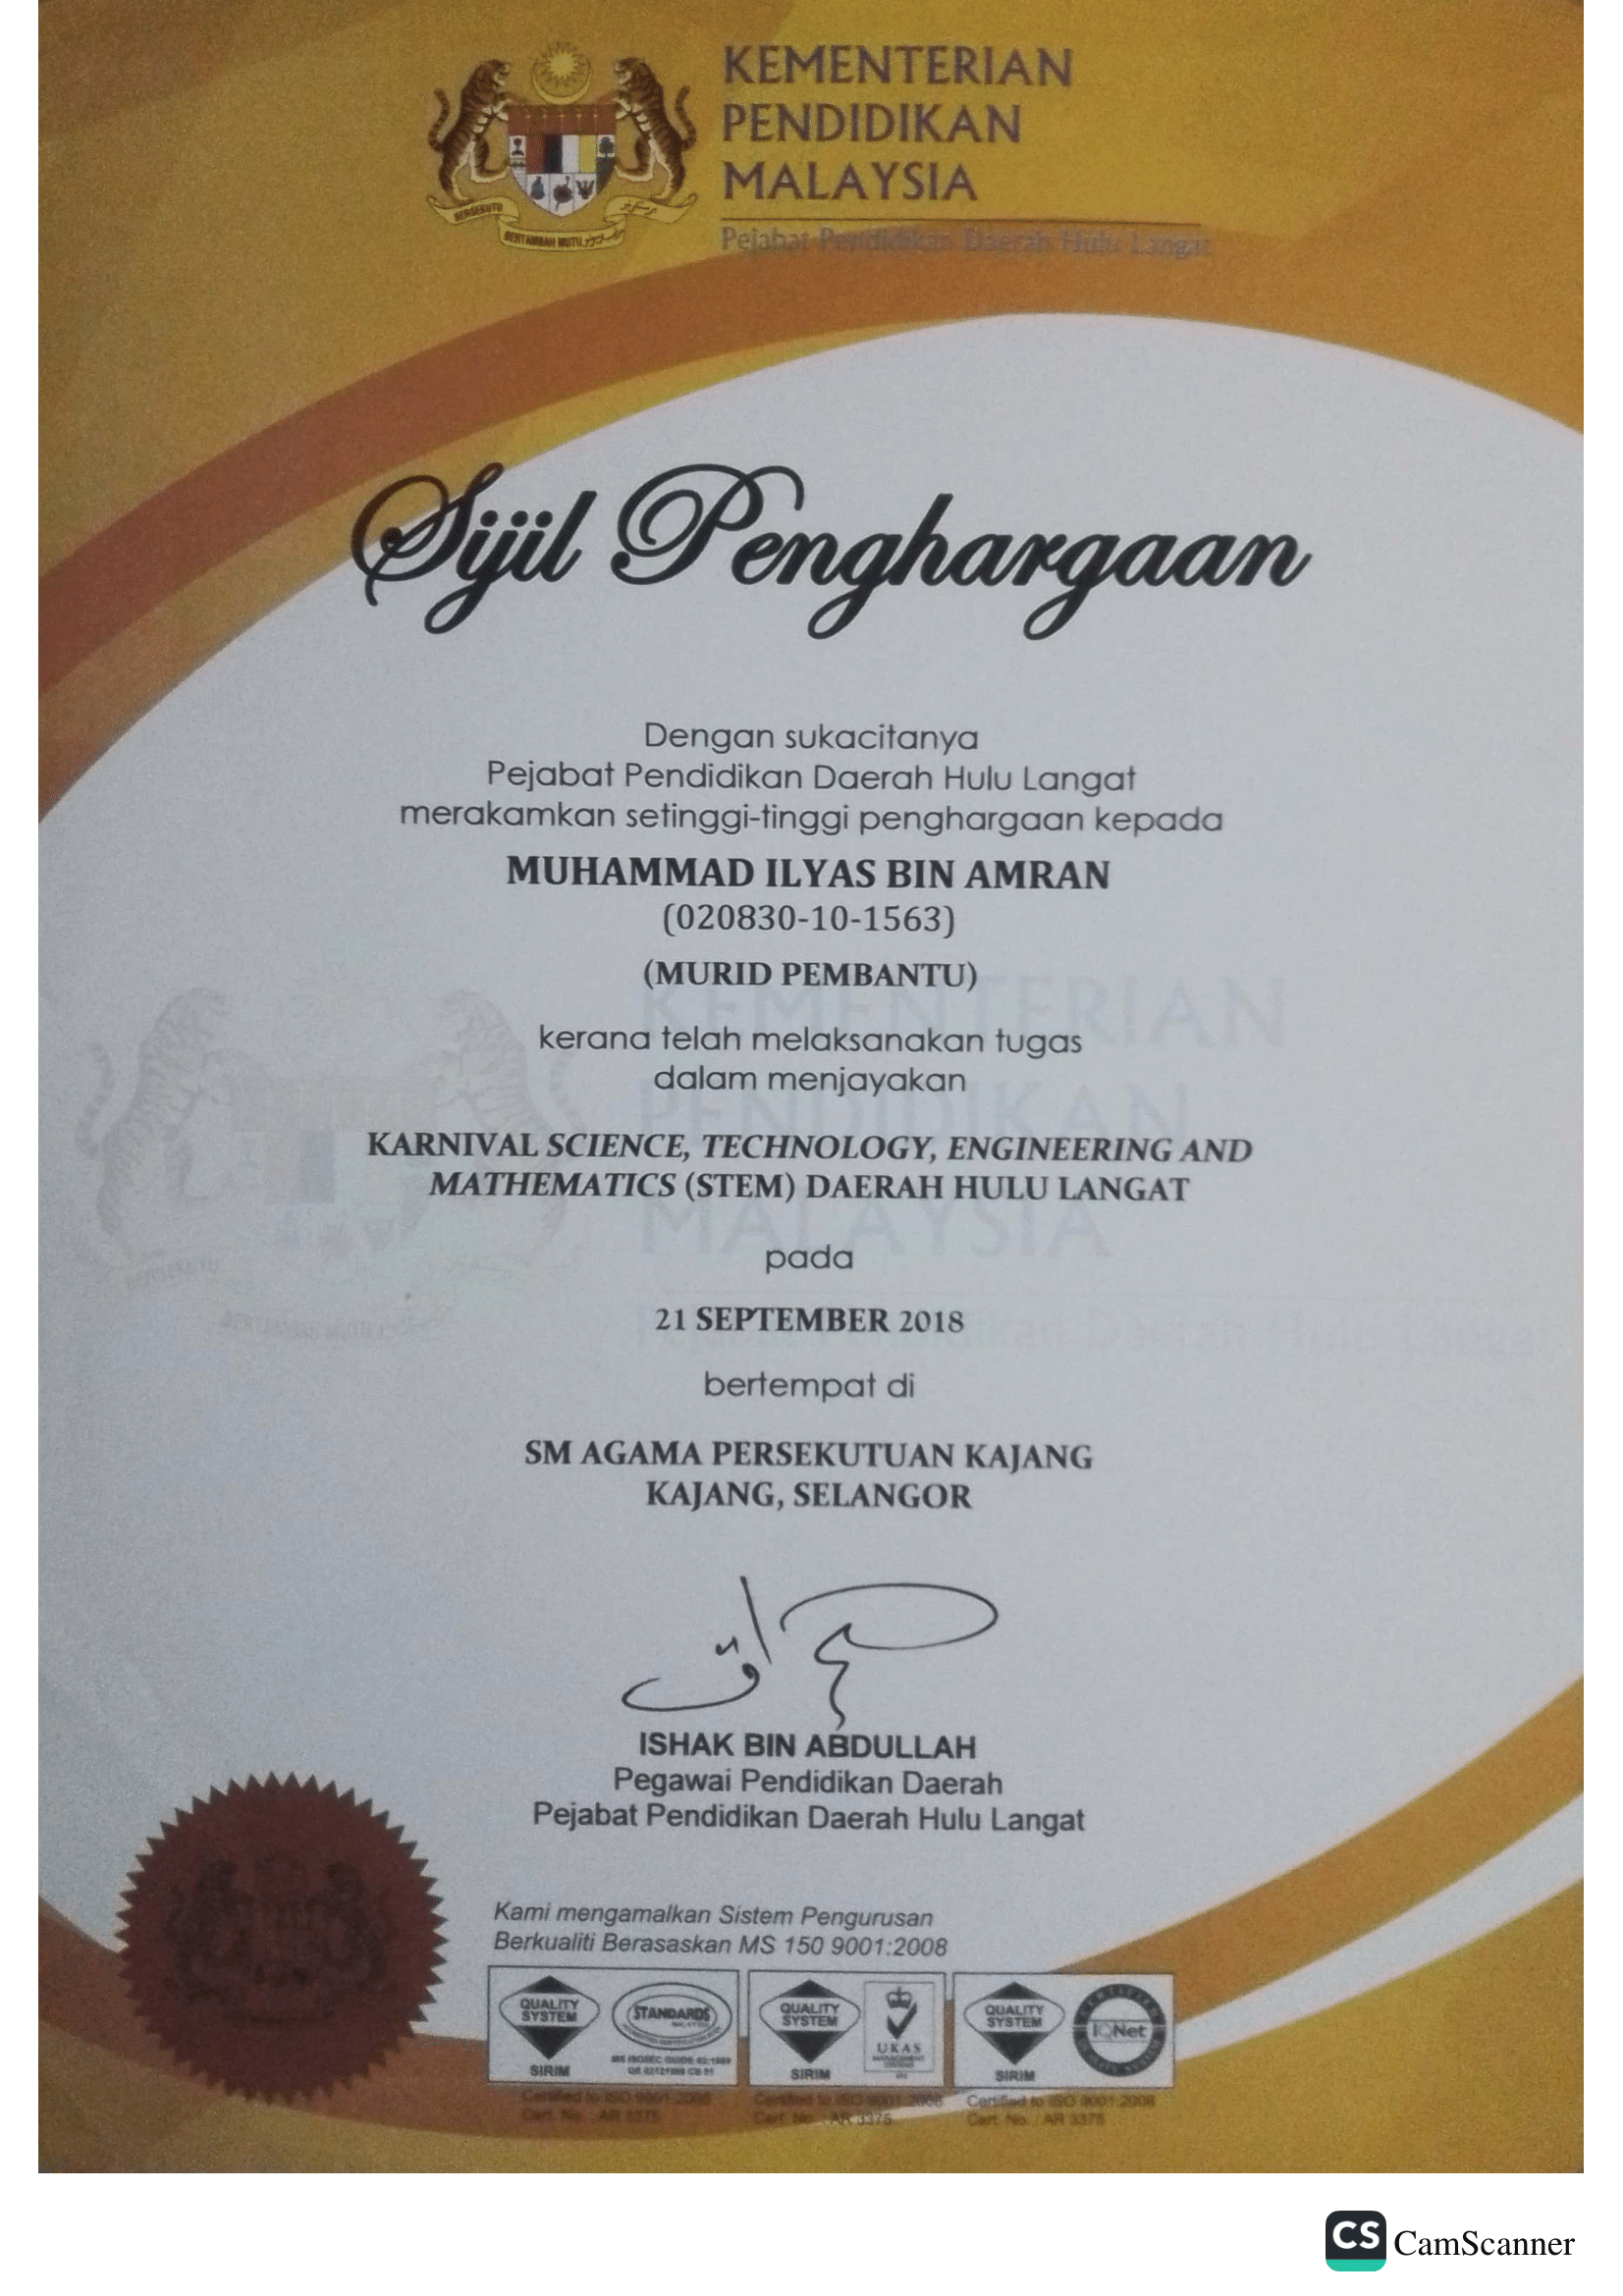 KEMENTERIAN
PENDIDIKAN
MALAYSIA
Pejabat Pendidikan Daerah Hulu Langat
BERSEKUTU
BERTAMBAH MUTU
Sijil Penghargaan
Dengan sukacitanya
Pejabat Pendidikan Daerah Hulu Langat
merakamkan setinggi-tinggi penghargaan kepada
MUHAMMAD ILYAS BIN AMRAN
(020830-10-1563)
(MURID PEMBANTU)
kerana telah melaksanakan tugas
dalam menjayakan
KARNIVAL SCIENCE, TECHNOLOGY, ENGINEERING AND
MATHEMATICS (STEM) DAERAH HULU LANGAT
pada
21 SEPTEMBER 2018
bertempat di
SM AGAMA PERSEKUTUAN KAJANG
KAJANG, SELANGOR
ISHAK BIN ABDULLAH
Pegawai Pendidikan Daerah
Pejabat Pendidikan Daerah Hulu Langat
Kami mengamalkan Sistem Pengurusan
Berkualiti Berasaskan MS 150 9001:2008
QUALITY SYSTEM SIRIM
STANDARDS MALAYSIA
QUALITY SYSTEM SIRIM
UKAS MANAGEMENT SYSTEMS
QUALITY SYSTEM SIRIM
IQNet
Certified to ISO 9001:2008 Certified to ISO 9001:2008 Certified to ISO 9001:2008
Cert. No. : AR 3375 Cert. No. : AR 3375 Cert. No. : AR 3375
CS CamScanner